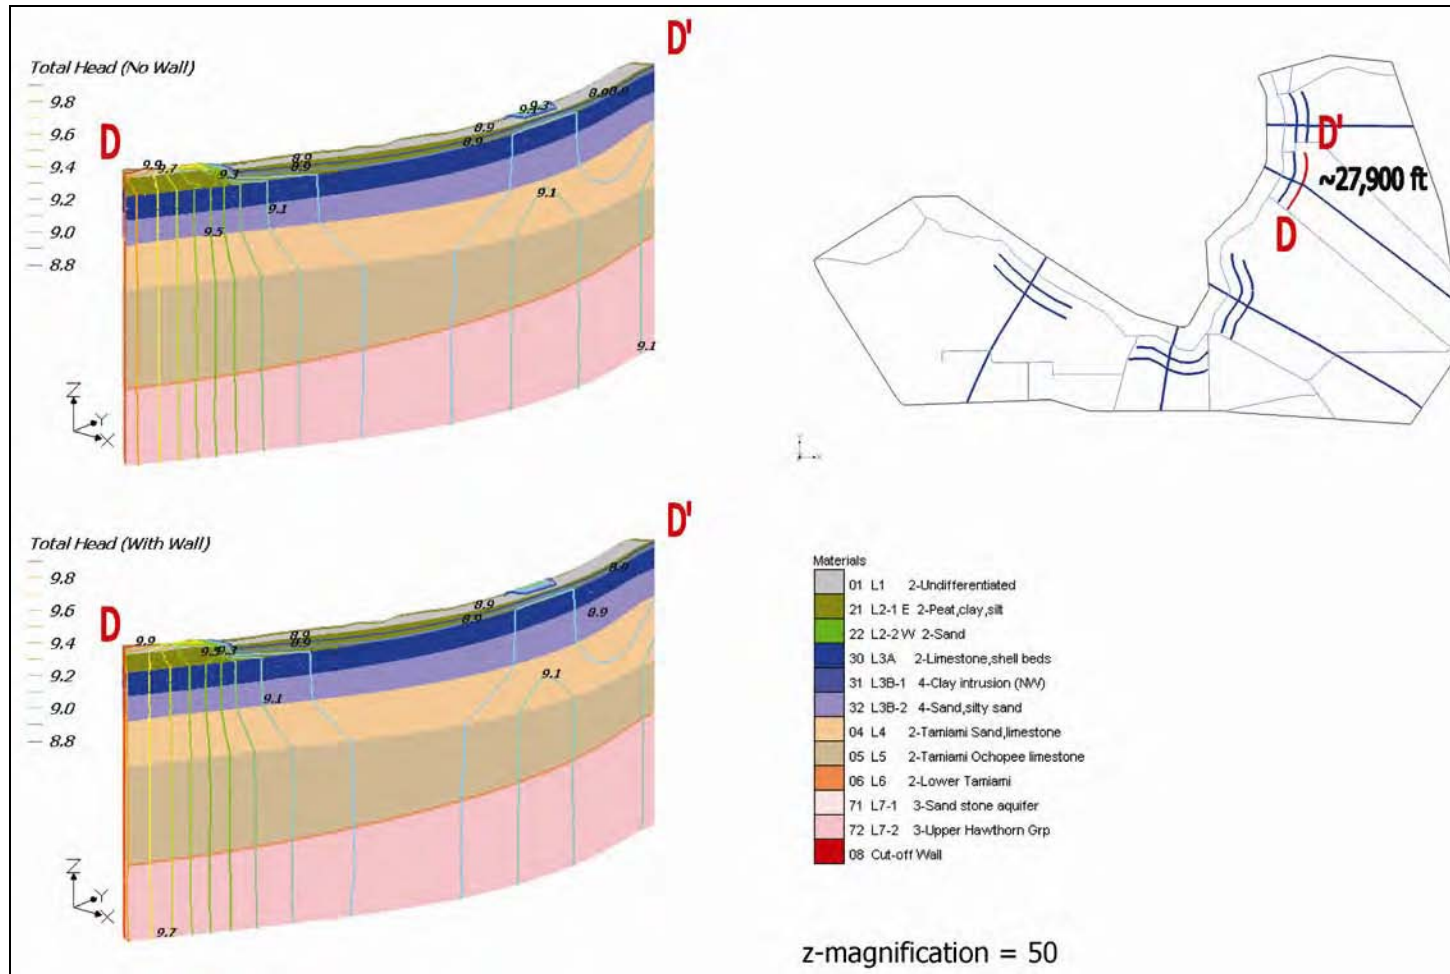 D'
Total Head (No Wall)
9.8
9.6
9.4
9.2
9.0
8.8
D
9.9
9.7
9.3
9.1
9.5
8.9
8.9
8.9
8.9
9.3
8.9
9.1
9.1
Z
Y
X
D'
~27,900 ft
D
D'
Total Head (With Wall)
9.8
9.6
9.4
9.2
9.0
8.8
D
9.9
9.5
9.3
9.1
8.9
8.9
8.9
8.9
8.9
8.9
9.1
9.7
Z
Y
X
Materials
01 L1 2-Undifferentiated
21 L2-1 E 2-Peat,clay,silt
22 L2-2 W 2-Sand
30 L3A 2-Limestone,shell beds
31 L3B-1 4-Clay intrusion (NW)
32 L3B-2 4-Sand,silty sand
04 L4 2-Tamiami Sand,limestone
05 L5 2-Tamiami Ochopee limestone
06 L6 2-Lower Tamiami
71 L7-1 3-Sand stone aquifer
72 L7-2 3-Upper Hawthorn Grp
08 Cut-off Wall
z-magnification = 50